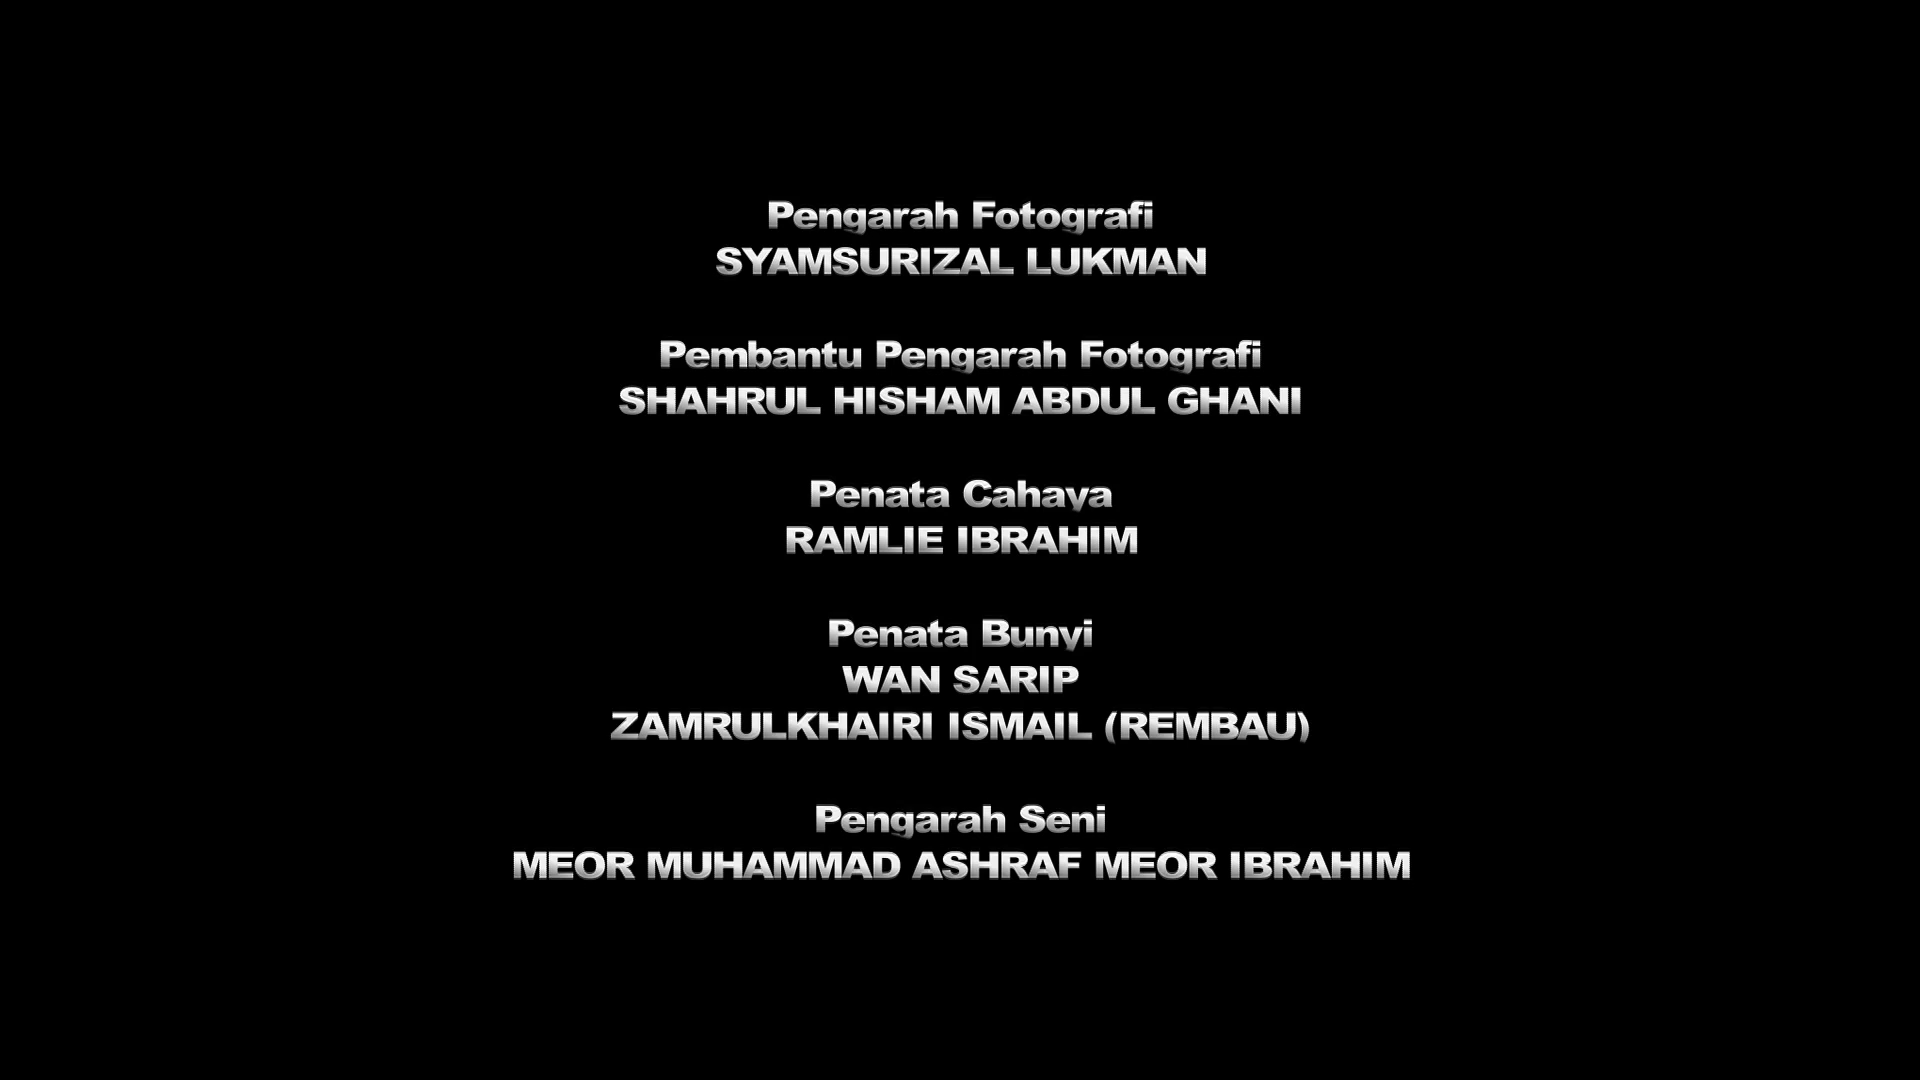 Pengarah Fotografi
SYAMSURIZAL LUKMAN
Pembantu Pengarah Fotografi
SHAHRUL HISHAM ABDUL GHANI
Penata Cahaya
RAMLIE IBRAHIM
Penata Bunyi
WAN SARIP
ZAMRULKHAIRI ISMAIL (REMBAU)
Pengarah Seni
MEOR MUHAMMAD ASHRAF MEOR IBRAHIM